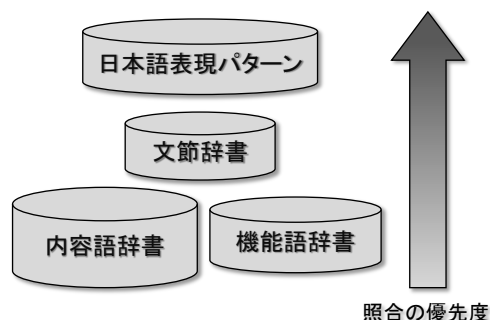 日本語表現パターン
文節辞書
内容語辞書
機能語辞書
照合の優先度